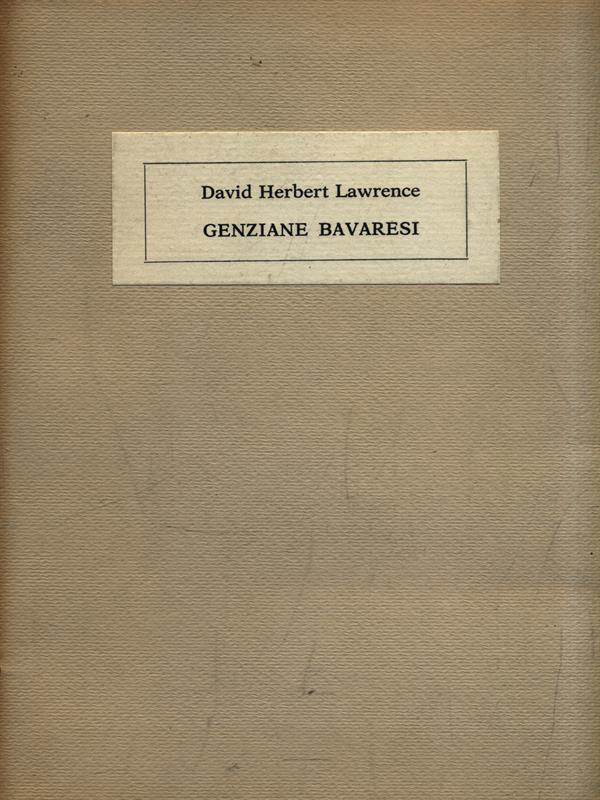 David Herbert Lawrence
GENZIANE BAVARESI